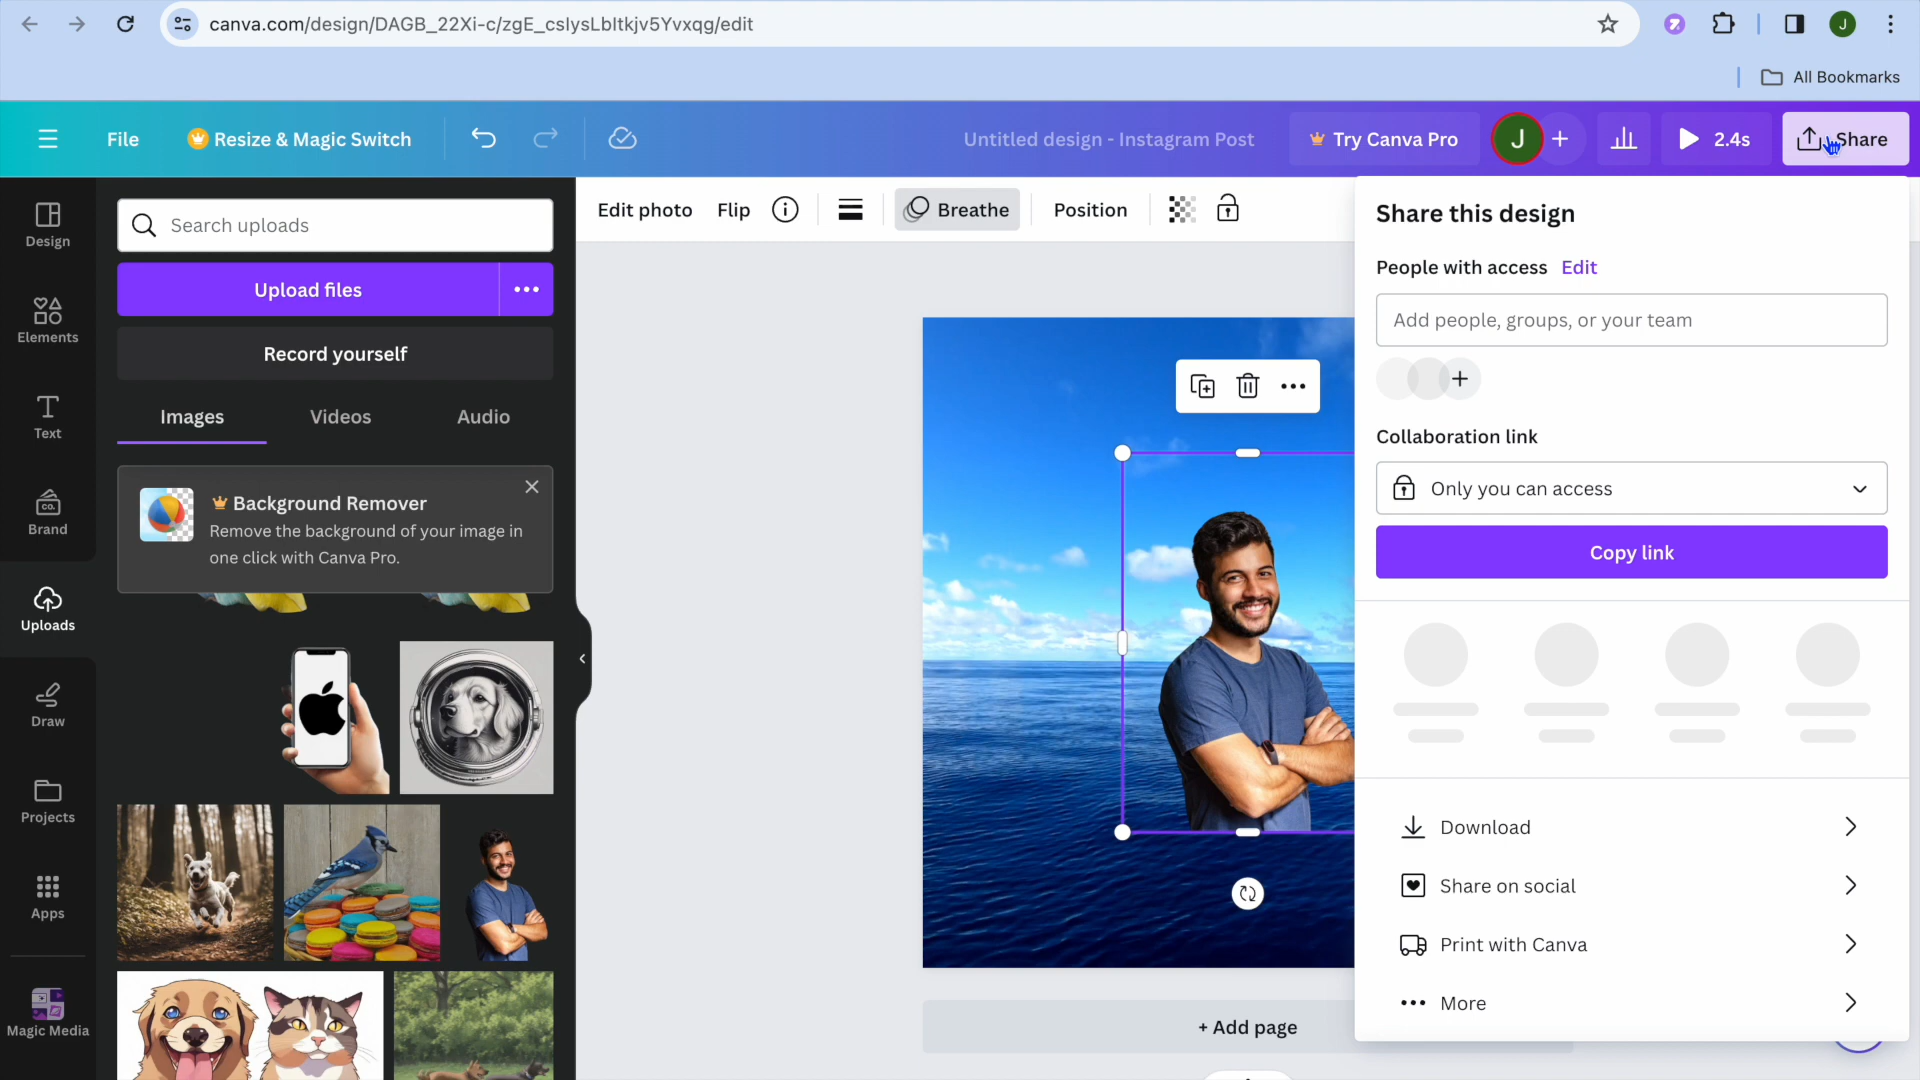 canva.com/design/DAGB_22Xi-c/zgE_cslysLbltkjv5Yvxqg/edit
J
All Bookmarks
File
Resize & Magic Switch
Untitled design - Instagram Post
Try Canva Pro
J
+
2.4s
Share
Design
Elements
Text
CO.
Brand
Uploads
Draw
Projects
Apps
Magic Media
Search uploads
Upload files
Record yourself
Images
Videos
Audio
Background Remover
Remove the background of your image in
one click with Canva Pro.
Edit photo
Flip
Breathe
Position
+ Add page
Share this design
People with access Edit
Add people, groups, or your team
+
Collaboration link
Only you can access
Copy link
Download
Share on social
Print with Canva
More